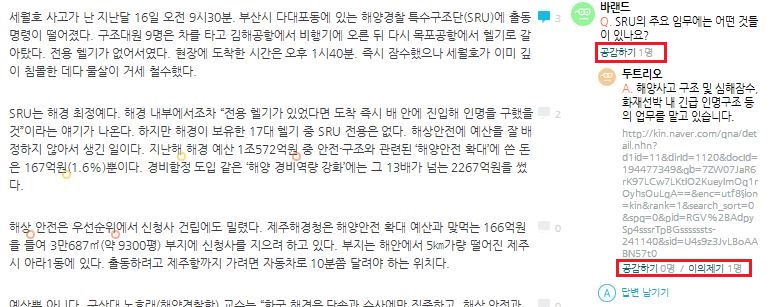 세월호 사고가 난 지난달 16일 오전 9시30분. 부산시 다대포동에 있는 해양경찰 특수구조단(SRU)에 출동
명령이 떨어졌다. 구조대원 9명은 차를 타고 김해공항에서 비행기에 오른 뒤 다시 목포공항에서 헬기로 갈
아탔다. 전용 헬기가 없어서였다. 현장에 도착한 시간은 오후 1시40분. 즉시 잠수했으나 세월호가 이미 깊
이 침몰한 데다 물살이 거세 철수했다.
3
SRU는 해경 최정예다. 해경 내부에서조차 “전용 헬기가 있었다면 도착 즉시 배 안에 진입해 인명을 구했을
것”이라는 얘기가 나온다. 하지만 해경이 보유한 17대 헬기 중 SRU 전용은 없다. 해상안전에 예산을 잘 배
정하지 않아서 생긴 일이다. 지난해 해경 예산 1조572억원 중 안전·구조와 관련된 ‘해양안전 확대’에 쓴 돈
은 167억원(1.6%)뿐이다. 경비함정 도입 같은 ‘해양 경비역량 강화’에는 그 13배가 넘는 2267억원을 썼
다.
2
해상 안전은 우선순위에서 신청사 건립에도 밀렸다. 제주해경청은 해양안전 확대 예산과 맞먹는 166억원
을 들여 3만687㎡(약 9300평) 부지에 신청사를 지으려 하고 있다. 부지는 해안에서 5㎞가량 떨어진 제주
시 아라1동에 있다. 출동하려고 제주항까지 가려면 자동차로 10분쯤 달려야 하는 위치다.
0
예산뿐 아니다. 군산대 노호래(해양경찰학) 교수는 “한국 해경은 단속과 수사에만 집중하고, 해상 안전과
0
바랜드
Q. SRU의 주요 임무에는 어떤 것들
이 있나요?
공감하기 1명
두트리오
A. 해양사고 구조 및 심해잠수,
화재선박 내 긴급 인명구조 등
의 업무를 맡고 있습니다.
http://kin.naver.com/qna/det
ail.nhn?
d1id=11&dirId=1120&docId=
194477349&qb=7ZW07JaR6
rK97LCw7LKtIO2KueyImOg1r
OyhsOuLgA==&enc=utf8&sect
ion=kin&rank=1&search_sort=0
&spq=0&pid=RGV%2BAdpy
Sp4sssrTpBGsssssssts-
241140&sid=U4s9z3JvLBoAA
BN57t0
공감하기 0명 / 이의제기 1명
A 답변 남기기